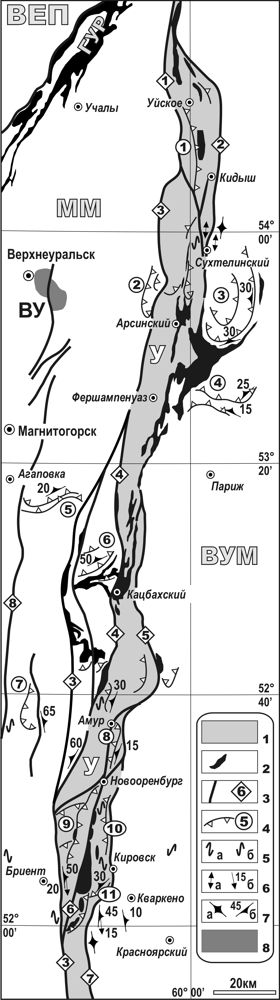 ВЕП
ГУР
1
Уйское
Учалы
1
2
Кидыш
ММ
3
54°
00’
Верхнеуральск
Сухтелинский
2
3
30
ВУ
Арсинский
30
У
4
25
Фершампенуаз
15
Магнитогорск
53°
20’
Агаповка
4
20
Париж
5
6
50
ВУМ
Кацбахский
8
4
5
3
7
30
52°
40’
65
Амур
8
60
15
У
Новооренбург
9
10
Кировск
50
Бриент
30
20
11
Кваркено
6
45
10
52°
00’
15
Красноярский
3
7
1
2
6
3
5
4
а
б
5
а
15
б
6
а
45
б
7
8
20км
60°00’